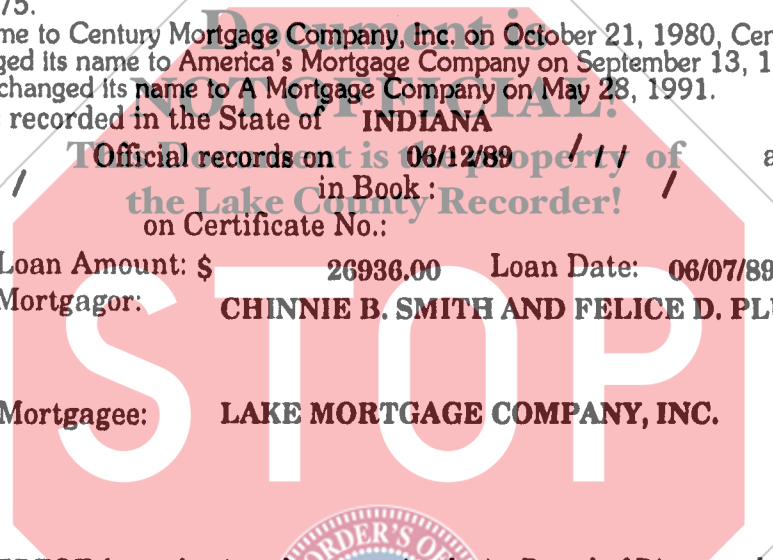 75.
me to Century Mortgage Company, Inc. on October 21, 1980, Cen
ged its name to America's Mortgage Company on September 13, 1
changed its name to A Mortgage Company on May 28, 1991.
recorded in the State of INDIANA
Official records on 06/12/89 / / / a
/ in Book : /
on Certificate No.:
Loan Amount: $ 26936.00 Loan Date: 06/07/89
Mortgagor: CHINNIE B. SMITH AND FELICE D. PLU
Mortgagee: LAKE MORTGAGE COMPANY, INC.
Document is
NOT OFFICIAL!
This Document is the property of
the Lake County Recorder!
STOP
ORDER'S O